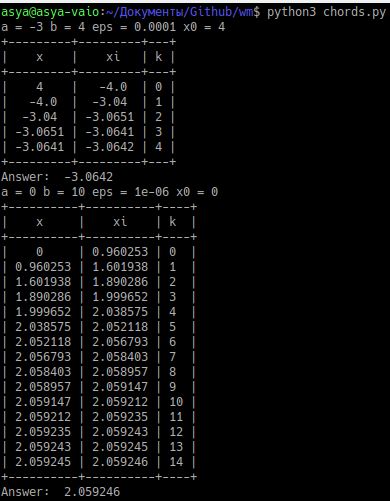 asya@asya-vaio:~/Документы/Github/wm$ python3 chords.py
a = -3 b = 4 eps = 0.0001 x0 = 4
+---------+---------+---+
|    x    |    xi   | k |
+---------+---------+---+
|    4    |   -4.0  | 0 |
|   -4.0  |  -3.04  | 1 |
|  -3.04  | -3.0651 | 2 |
| -3.0651 | -3.0641 | 3 |
| -3.0641 | -3.0642 | 4 |
+---------+---------+---+
Answer:  -3.0642
a = 0 b = 10 eps = 1e-06 x0 = 0
+----------+----------+----+
|    x     |    xi    | k  |
+----------+----------+----+
|    0     | 0.960253 | 0  |
| 0.960253 | 1.601938 | 1  |
| 1.601938 | 1.890286 | 2  |
| 1.890286 | 1.999652 | 3  |
| 1.999652 | 2.038575 | 4  |
| 2.038575 | 2.052118 | 5  |
| 2.052118 | 2.056793 | 6  |
| 2.056793 | 2.058403 | 7  |
| 2.058403 | 2.058957 | 8  |
| 2.058957 | 2.059147 | 9  |
| 2.059147 | 2.059212 | 10 |
| 2.059212 | 2.059235 | 11 |
| 2.059235 | 2.059243 | 12 |
| 2.059243 | 2.059245 | 13 |
| 2.059245 | 2.059246 | 14 |
+----------+----------+----+
Answer:  2.059246